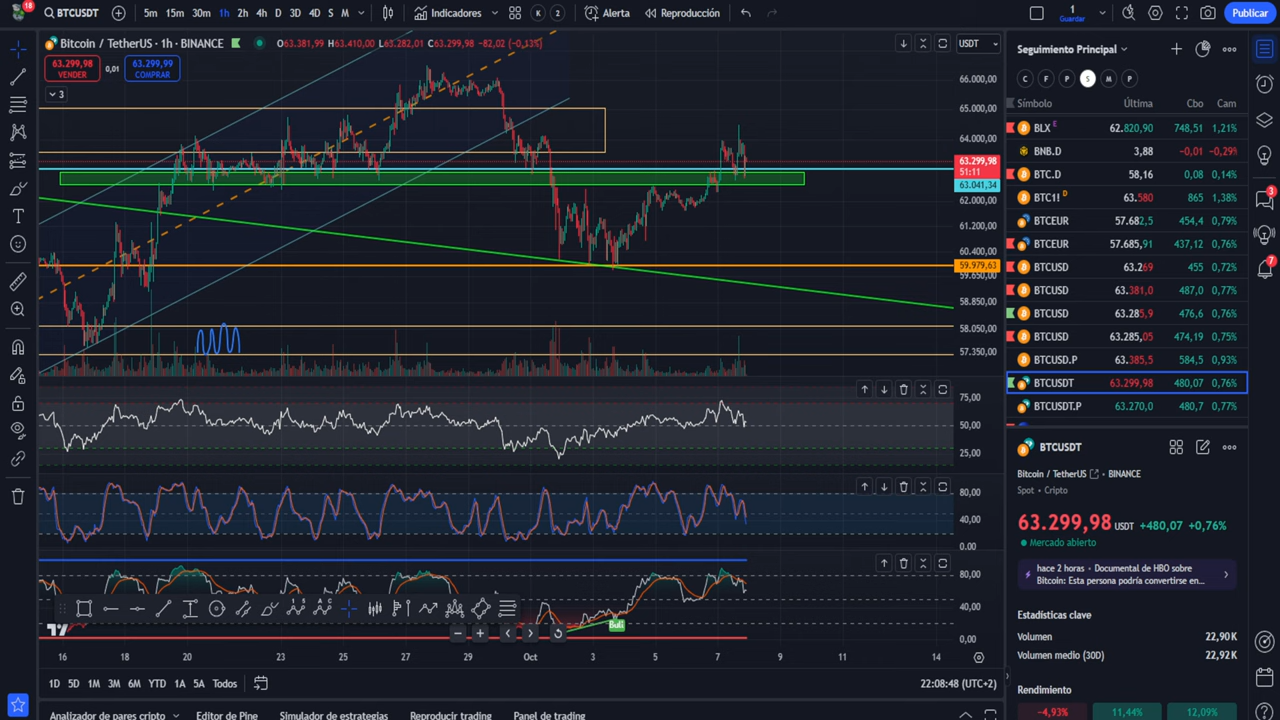 18
BTCUSDT
5m 15m 30m 1h 2h 4h D 3D 4D S M
Indicadores
K 2
Alerta
Reproducción
1
Guardar
Publicar
Bitcoin / TetherUS · 1h · BINANCE
O63.381,99 H63.410,00 L63.282,01 C63.299,98 -82,02 (-0,13%)
63.299,98
VENDER
0,01
63.299,99
COMPRAR
3
USDT
66.000,00
65.000,00
64.000,00
63.299,98
51:11
63.041,34
62.000,00
61.200,00
60.400,00
59.979,63
59.650,00
58.850,00
58.050,00
57.350,00
75,00
50,00
25,00
80,00
40,00
0,00
80,00
40,00
0,00
Bull
16 18 20 23 25 27 29 Oct 3 5 7 9 11 14
1D 5D 1M 3M 6M YTD 1A 5A Todos
22:08:48 (UTC+2)
Analizador de pares cripto
Editor de Pine
Simulador de estrategias
Reproducir trading
Panel de trading
Seguimiento Principal
C F P S M P
Símbolo Última Cbo Cam
BLX E 62.820,90 748,51 1,21%
BNB.D 3,88 -0,01 -0,29%
BTC.D 58,16 0,08 0,14%
BTC1! D 63.580 865 1,38%
BTCEUR 57.682,5 454,4 0,79%
BTCEUR 57.685,91 437,12 0,76%
BTCUSD 63.269 455 0,72%
BTCUSD 63.381,0 487,0 0,77%
BTCUSD 63.285,9 476,6 0,76%
BTCUSD 63.285,05 474,19 0,75%
BTCUSD.P 63.385,5 584,5 0,93%
BTCUSDT 63.299,98 480,07 0,76%
BTCUSDT.P 63.270,0 480,7 0,77%
BTCUSDT
Bitcoin / TetherUS · BINANCE
Spot · Cripto
63.299,98 USDT +480,07 +0,76%
Mercado abierto
hace 2 horas · Documental de HBO sobre
Bitcoin: Esta persona podría convertirse en...
Estadísticas clave
Volumen 22,90K
Volumen medio (30D) 22,92K
Rendimiento
-4,93% 11,44% 12,09%
3
7